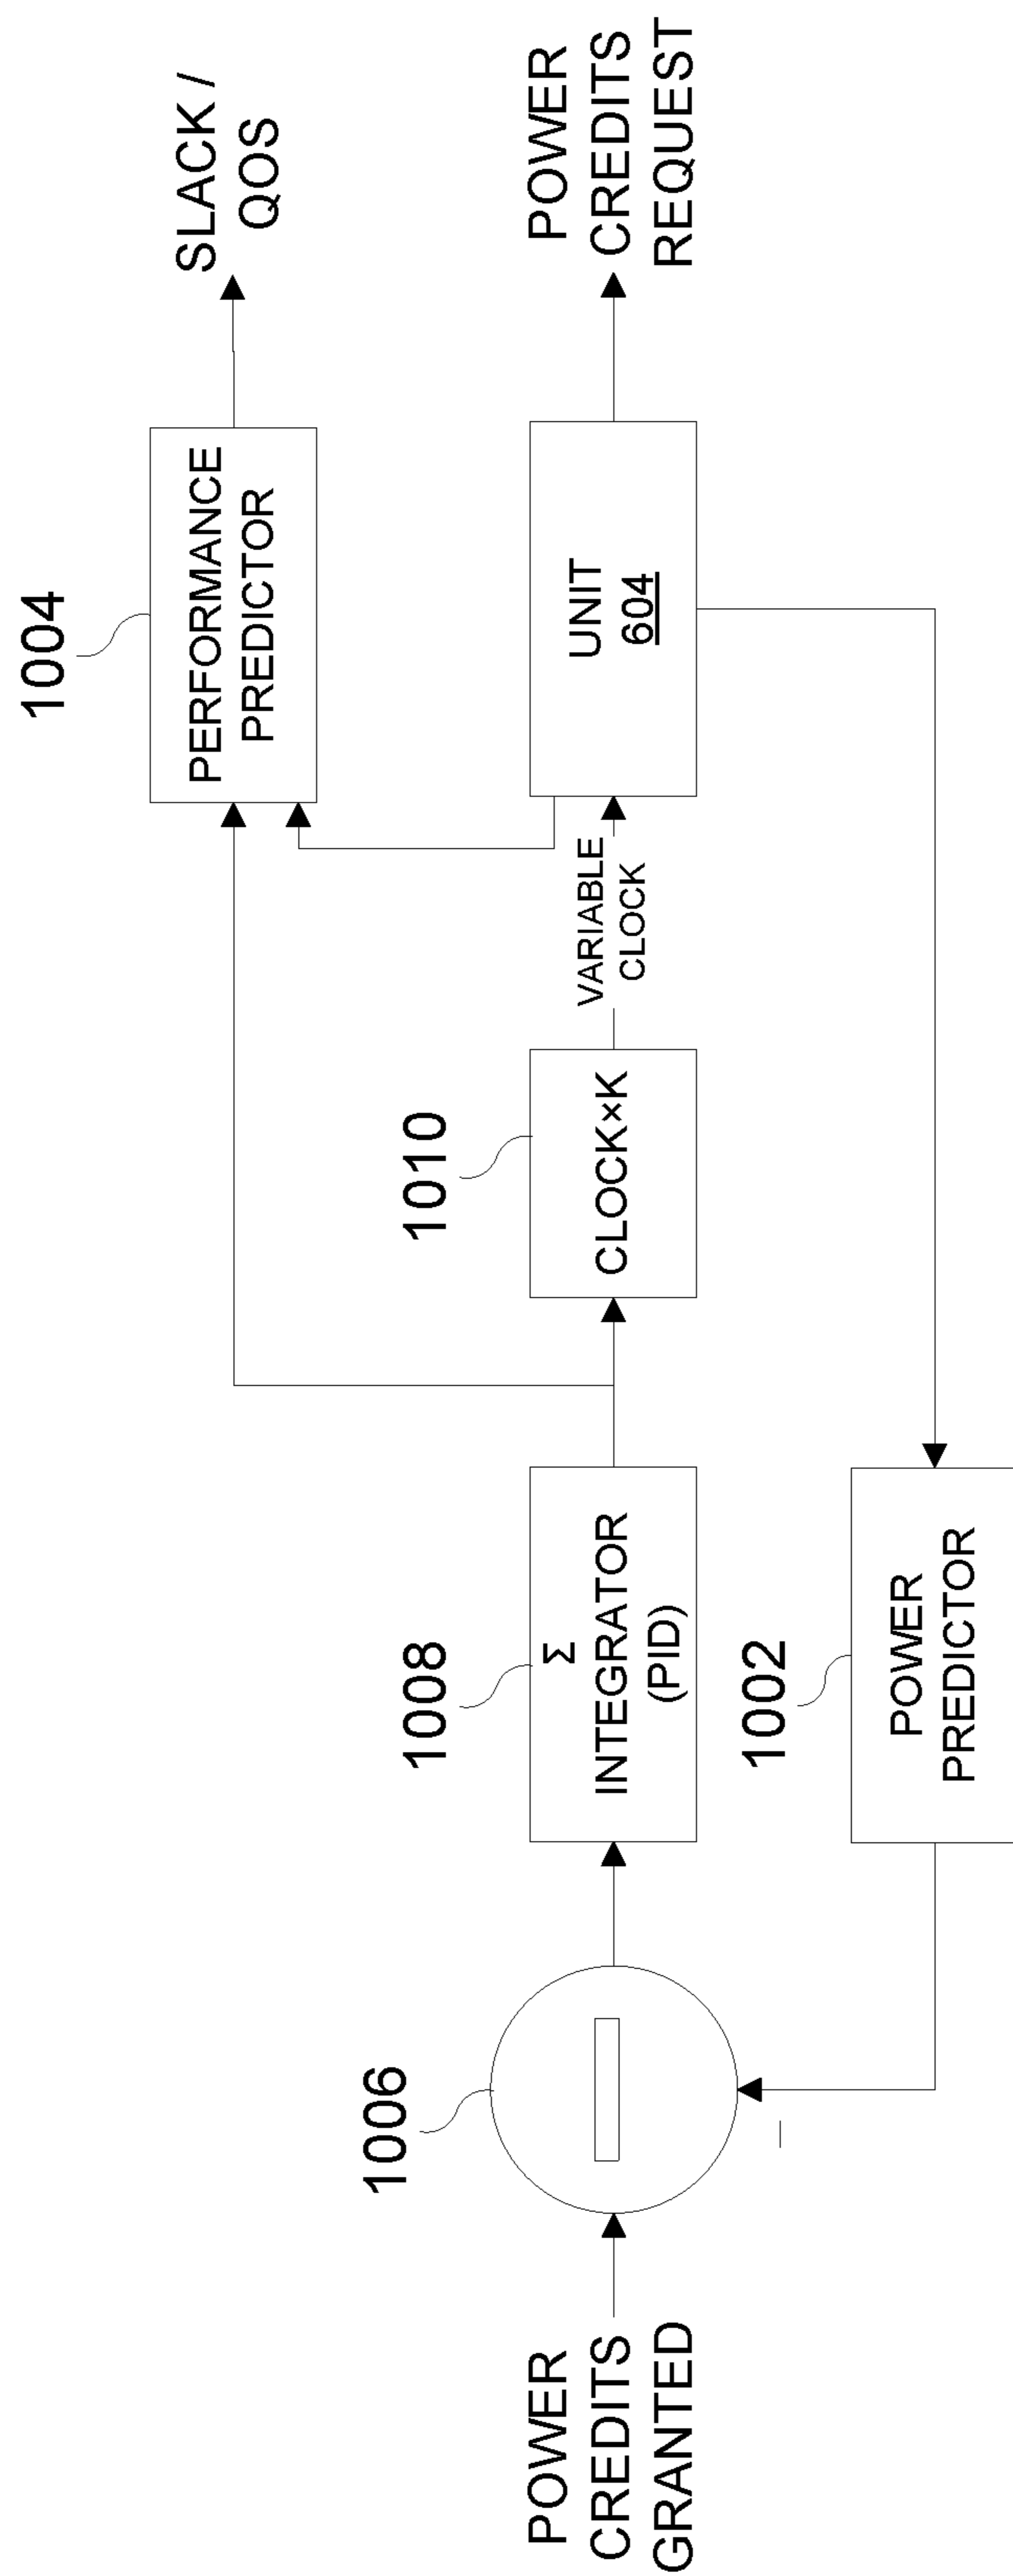 1004
PERFORMANCE
PREDICTOR
SLACK /
QOS
POWER
CREDITS
GRANTED
1006
1008
Σ
INTEGRATOR
(PID)
1010
CLOCK×K
VARIABLE
CLOCK
UNIT
604
POWER
CREDITS
REQUEST
1002
POWER
PREDICTOR